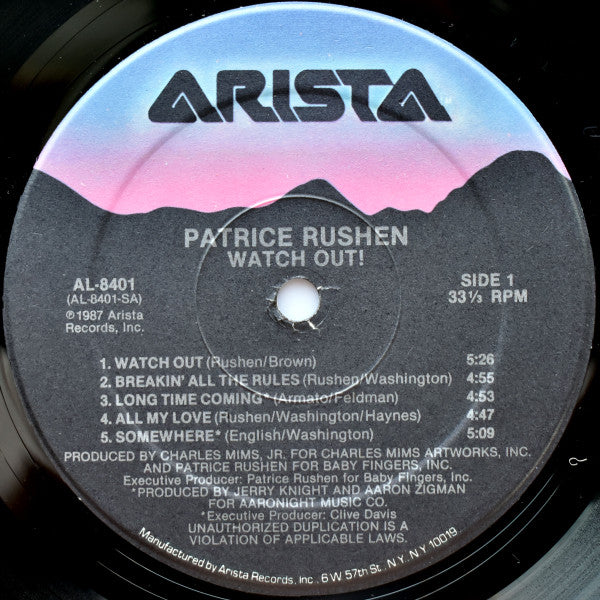 ARISTA
PATRICE RUSHEN
WATCH OUT!
AL-8401
(AL-8401-SA)
℗1987 Arista
Records, Inc.
SIDE 1
33⅓ RPM
1. WATCH OUT (Rushen/Brown) 5:26
2. BREAKIN' ALL THE RULES (Rushen/Washington) 4:55
3. LONG TIME COMING* (Armato/Feldman) 4:53
4. ALL MY LOVE (Rushen/Washington/Haynes) 4:47
5. SOMEWHERE* (English/Washington) 5:09
PRODUCED BY CHARLES MIMS, JR. FOR CHARLES MIMS ARTWORKS, INC.
AND PATRICE RUSHEN FOR BABY FINGERS, INC.
Executive Producer: Patrice Rushen for Baby Fingers, Inc.
*PRODUCED BY JERRY KNIGHT AND AARON ZIGMAN
FOR AARONIGHT MUSIC CO.
*Executive Producer: Clive Davis
UNAUTHORIZED DUPLICATION IS A
VIOLATION OF APPLICABLE LAWS.
Manufactured by Arista Records, Inc., 6 W 57th St., N.Y., N.Y. 10019